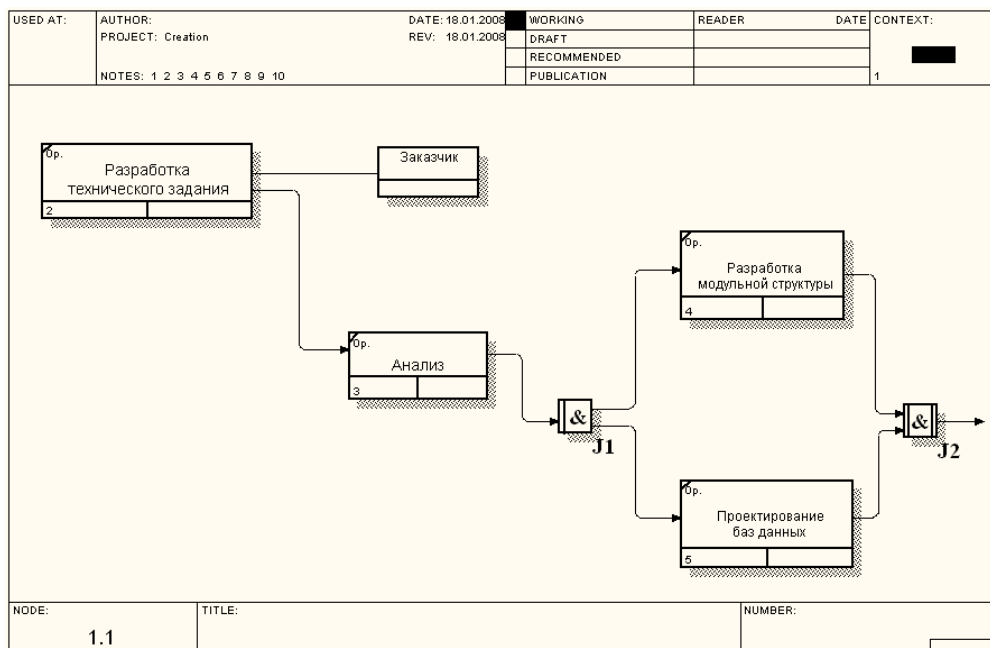 USED AT:
AUTHOR:
DATE: 18.01.2008
WORKING
READER
DATE
CONTEXT:
PROJECT: Creation
REV: 18.01.2008
DRAFT
RECOMMENDED
NOTES: 1 2 3 4 5 6 7 8 9 10
PUBLICATION
1
0р.
Разработка
технического задания
2
Заказчик
0р.
Разработка
модульной структуры
4
0р.
Анализ
3
&
J1
&
J2
0р.
Проектирование
баз данных
5
NODE:
TITLE:
NUMBER:
1.1